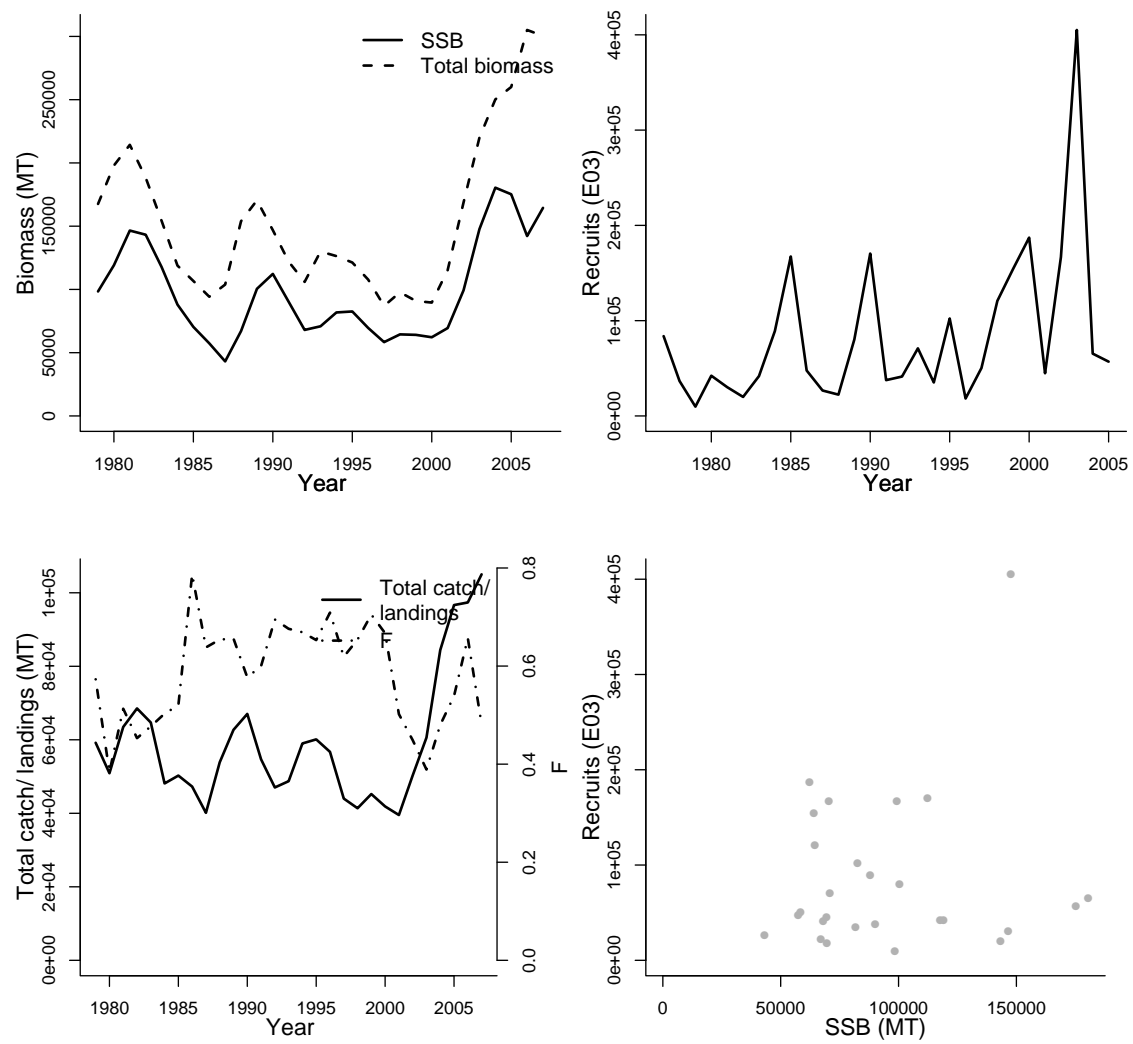 SSB
Total biomass
Biomass (MT)
0
50000
150000
250000
1980 1985 1990 1995 2000 2005
Year
Recruits (E03)
0e+00
1e+05
2e+05
3e+05
4e+05
1980 1985 1990 1995 2000 2005
Year
Total catch/
landings
F
Total catch/ landings (MT)
0e+00
2e+04
4e+04
6e+04
8e+04
1e+05
F
0.0
0.2
0.4
0.6
0.8
1980 1985 1990 1995 2000 2005
Year
Recruits (E03)
0e+00
1e+05
2e+05
3e+05
4e+05
0 50000 100000 150000
SSB (MT)